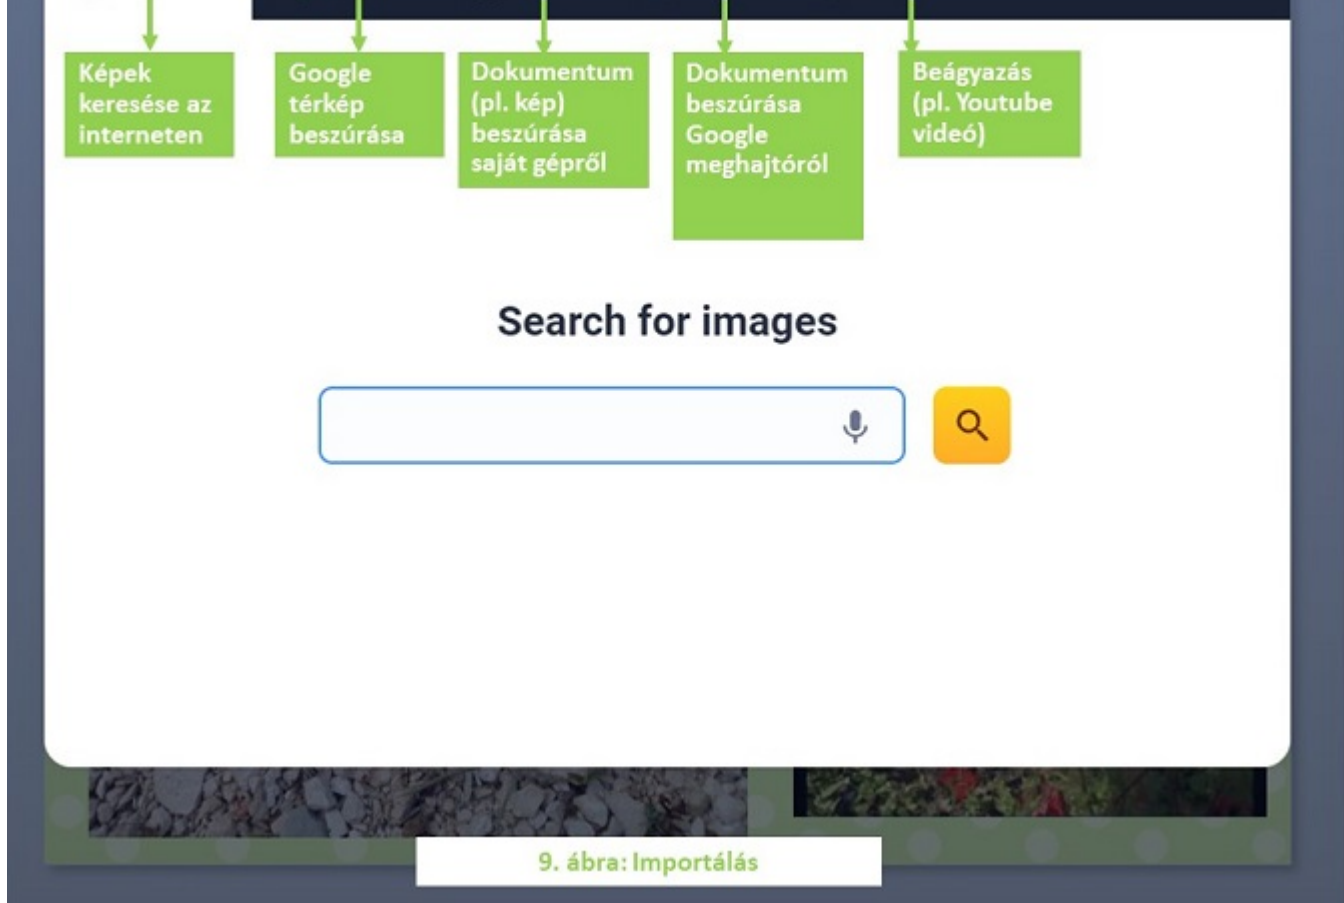 Képek
keresése az
interneten
Google
térkép
beszúrása
Dokumentum
(pl. kép)
beszúrása
saját gépről
Dokumentum
beszúrása
Google
meghajtóról
Beágyazás
(pl. Youtube
videó)
Search for images
9. ábra: Importálás